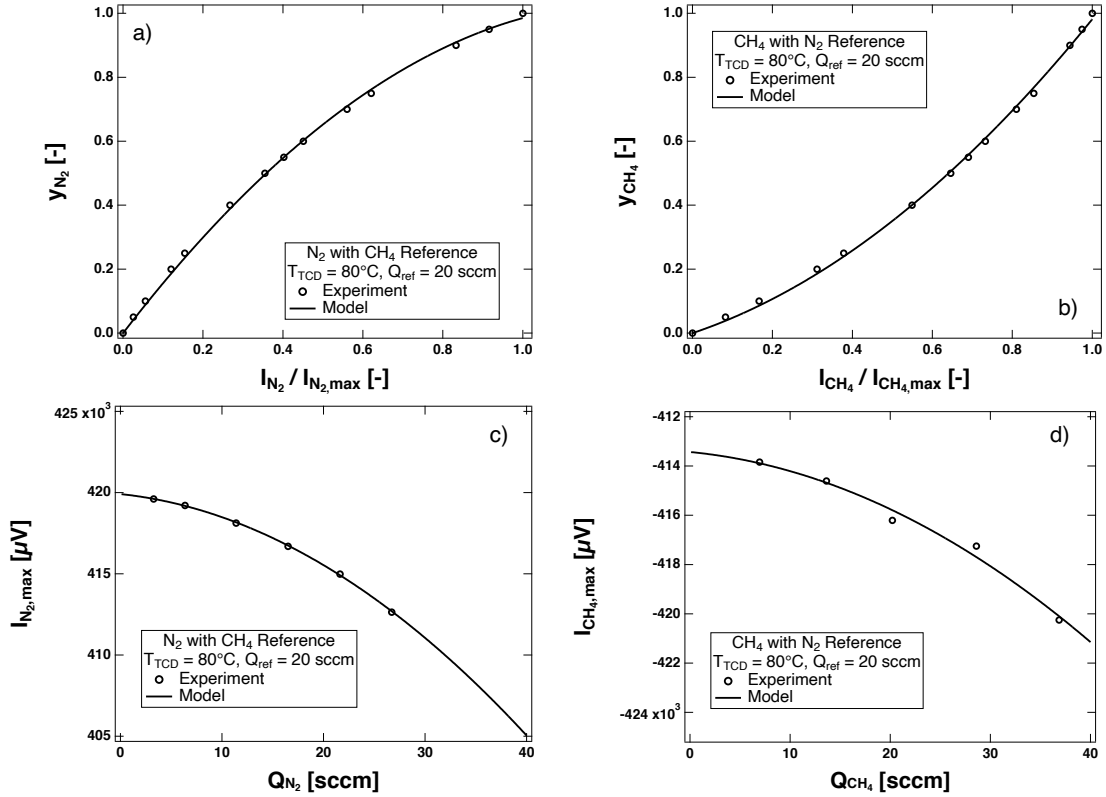 a)
1.0
0.8
0.6
0.4
0.2
0.0
y_N2 [-]
N2 with CH4 Reference
T_TCD = 80°C, Q_ref = 20 sccm
Experiment
Model
0.0 0.2 0.4 0.6 0.8 1.0
I_N2 / I_N2,max [-]
b)
1.0
0.8
0.6
0.4
0.2
0.0
y_CH4 [-]
CH4 with N2 Reference
T_TCD = 80°C, Q_ref = 20 sccm
Experiment
Model
0.0 0.2 0.4 0.6 0.8 1.0
I_CH4 / I_CH4,max [-]
c)
425 x10³
420
415
410
405
I_N2,max [µV]
N2 with CH4 Reference
T_TCD = 80°C, Q_ref = 20 sccm
Experiment
Model
0 10 20 30 40
Q_N2 [sccm]
d)
-412
-414
-416
-418
-420
-422
-424 x10³
I_CH4,max [µV]
CH4 with N2 Reference
T_TCD = 80°C, Q_ref = 20 sccm
Experiment
Model
0 10 20 30 40
Q_CH4 [sccm]